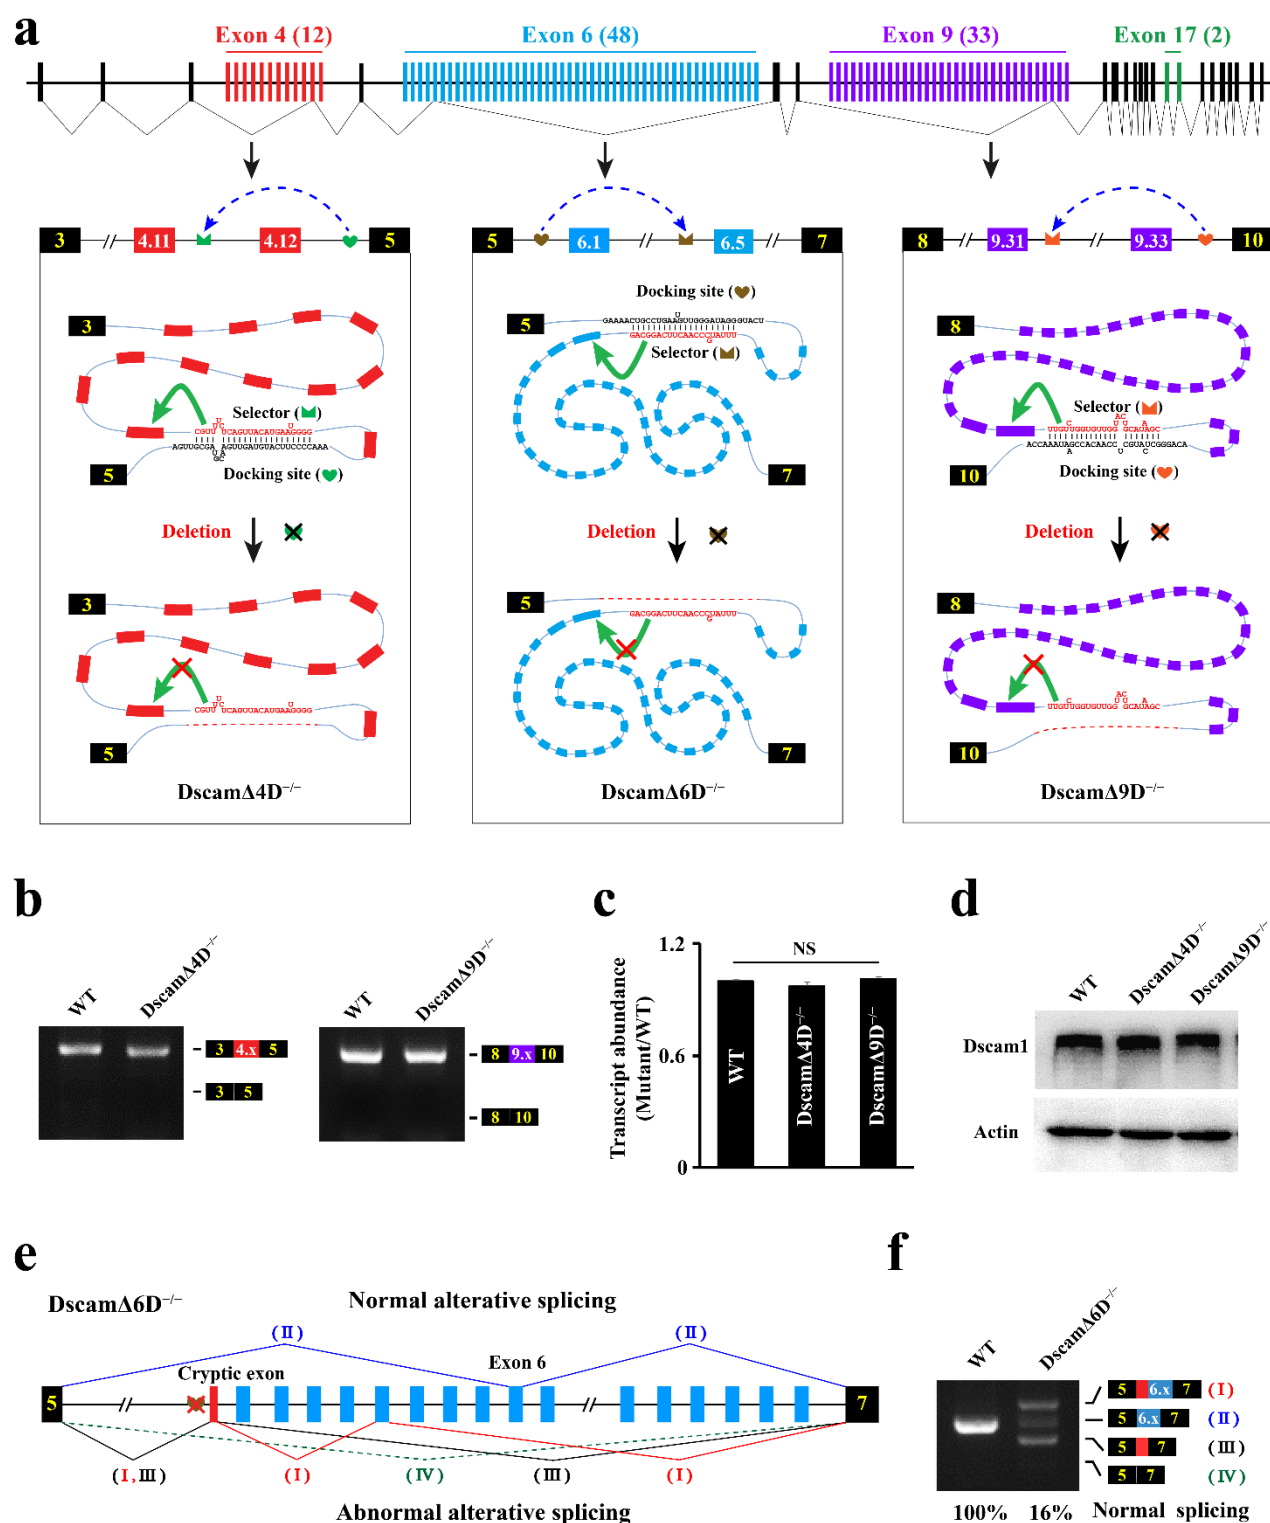 a
Exon 4 (12)
Exon 6 (48)
Exon 9 (33)
Exon 17 (2)
3
4.11
4.12
5
5
6.1
6.5
7
8
9.31
9.33
10
3
Selector ( )
5
Docking site ( )
Docking site ( )
5
GAAAACUGCCUGAAGUUGGGAUAGGGUACU
U
GACGGACUUCAACCCUAUUU
G
Selector ( )
7
8
Selector ( )
10
Docking site ( )
Deletion
Deletion
Deletion
3
5
DscamΔ4D−/−
5
GACGGACUUCAACCCUAUUU
G
7
DscamΔ6D−/−
8
10
DscamΔ9D−/−
b
WT
DscamΔ4D−/−
3 4.x 5
3 5
WT
DscamΔ9D−/−
8 9.x 10
8 10
c
Transcript abundance
(Mutant/WT)
1.2
0.6
0
NS
WT
DscamΔ4D−/−
DscamΔ9D−/−
d
WT
DscamΔ4D−/−
DscamΔ9D−/−
Dscam1
Actin
e
DscamΔ6D−/−
Normal alterative splicing
(II)
(II)
Cryptic exon
Exon 6
5
7
(I,III)
(I)
(IV)
(III)
(I)
Abnormal alterative splicing
f
WT
DscamΔ6D−/−
5 6.x 7 (I)
5 6.x 7 (II)
5 7 (III)
5 7 (IV)
100% 16% Normal splicing